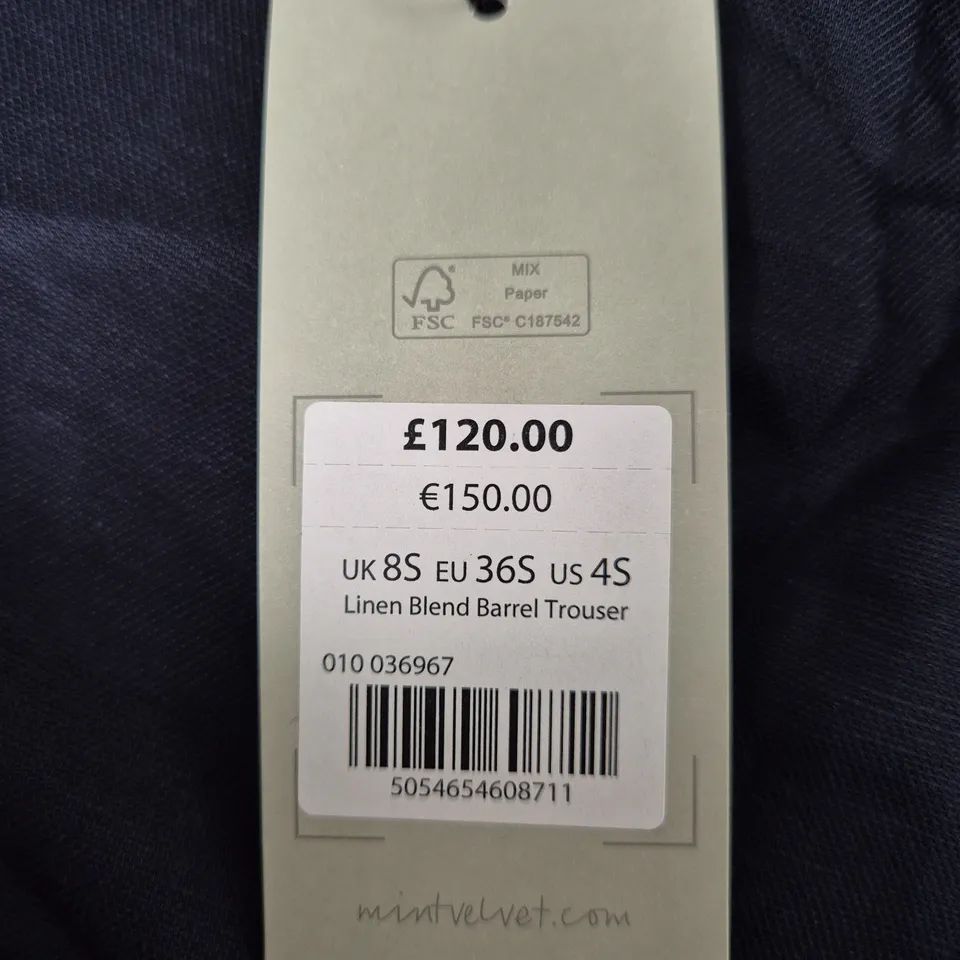 MIX
Paper
FSC® FSC® C187542
£120.00
€150.00
UK 8S EU 36S US 4S
Linen Blend Barrel Trouser
010 036967
5054654608711
mintvelvet.com